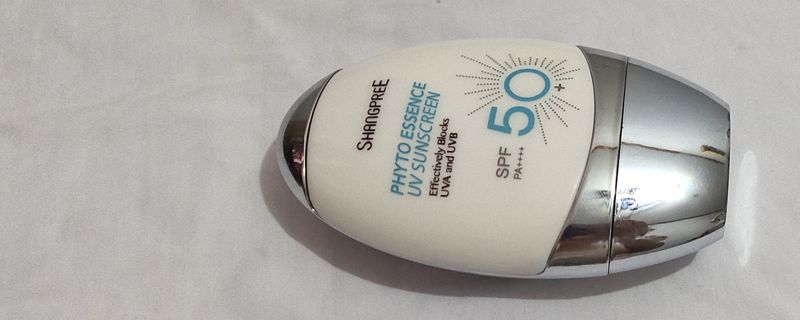 SHANGPREE
PHYTO ESSENCE
UV SUNSCREEN
Effectively Blocks
UVA and UVB
SPF 50+
PA++++